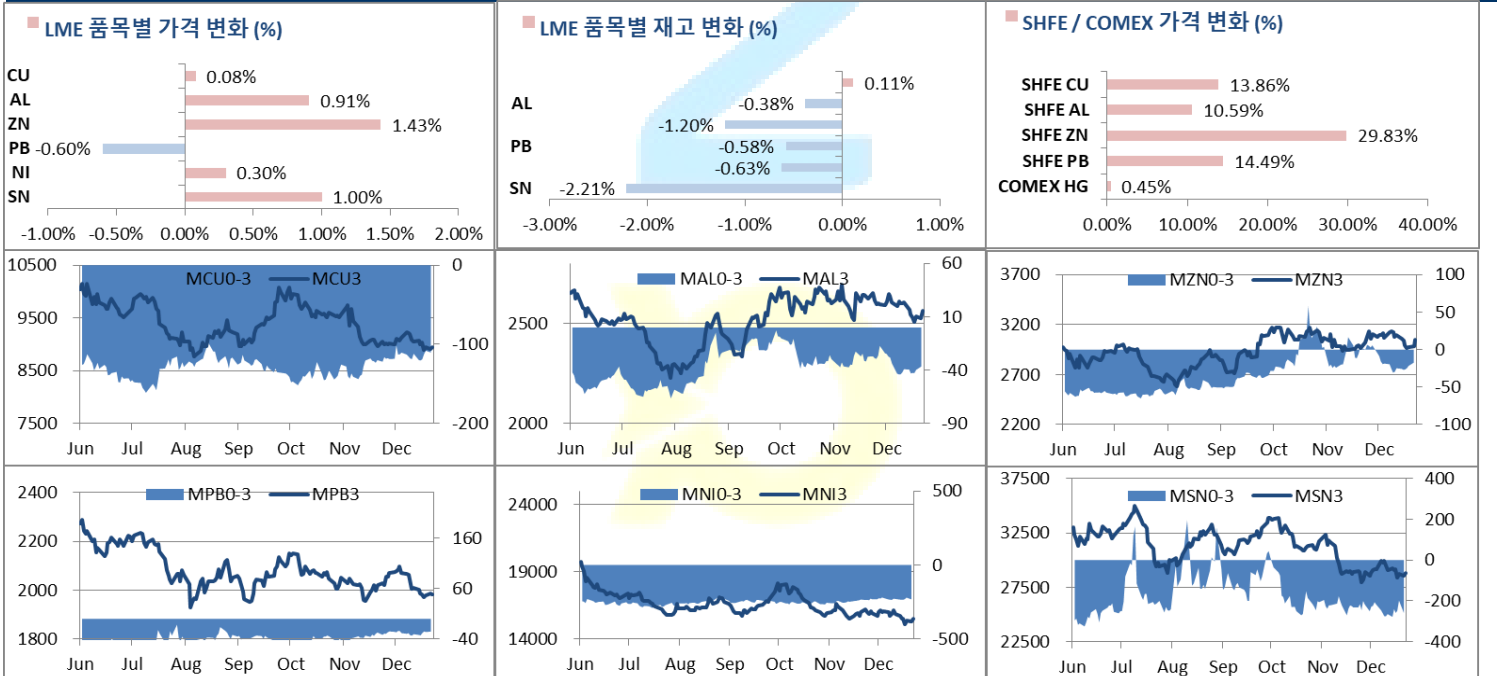 LME 품목별 가격 변화 (%)
CU
0.08%
AL
0.91%
ZN
1.43%
PB
-0.60%
NI
0.30%
SN
1.00%
-1.00% -0.50% 0.00% 0.50% 1.00% 1.50% 2.00%
LME 품목별 재고 변화 (%)
0.11%
AL
-0.38%
-1.20%
PB
-0.58%
-0.63%
SN
-2.21%
-3.00% -2.00% -1.00% 0.00% 1.00%
SHFE / COMEX 가격 변화 (%)
SHFE CU
13.86%
SHFE AL
10.59%
SHFE ZN
29.83%
SHFE PB
14.49%
COMEX HG
0.45%
0.00% 10.00% 20.00% 30.00% 40.00%
MCU0-3 MCU3
10500
9500
8500
7500
0
-100
-200
Jun Jul Aug Sep Oct Nov Dec
MAL0-3 MAL3
2500
2000
60
10
-40
-90
Jun Jul Aug Sep Oct Nov Dec
MZN0-3 MZN3
3700
3200
2700
2200
100
50
0
-50
-100
Jun Jul Aug Sep Oct Nov Dec
MPB0-3 MPB3
2400
2200
2000
1800
160
60
-40
Jun Jul Aug Sep Oct Nov Dec
MNI0-3 MNI3
24000
19000
14000
500
0
-500
Jun Jul Aug Sep Oct Nov Dec
MSN0-3 MSN3
37500
32500
27500
22500
400
200
0
-200
-400
Jun Jul Aug Sep Oct Nov Dec